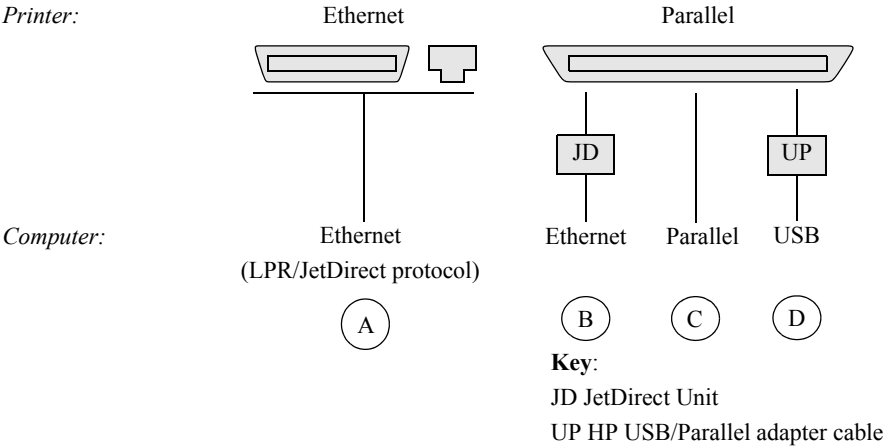 Printer: Ethernet Parallel
JD UP
Computer: Ethernet Ethernet Parallel USB
(LPR/JetDirect protocol)
A B C D
Key:
JD JetDirect Unit
UP HP USB/Parallel adapter cable